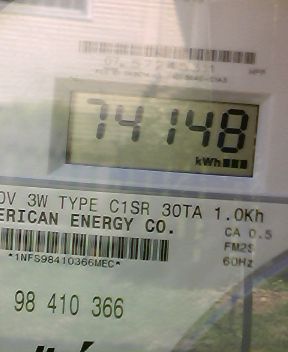 74148
kWh
0V 3W TYPE C1SR 30TA 1.0Kh
ERICAN ENERGY CO.
CA 0.5
FM2S
*1NFS98410366MEC*
60Hz
98 410 366